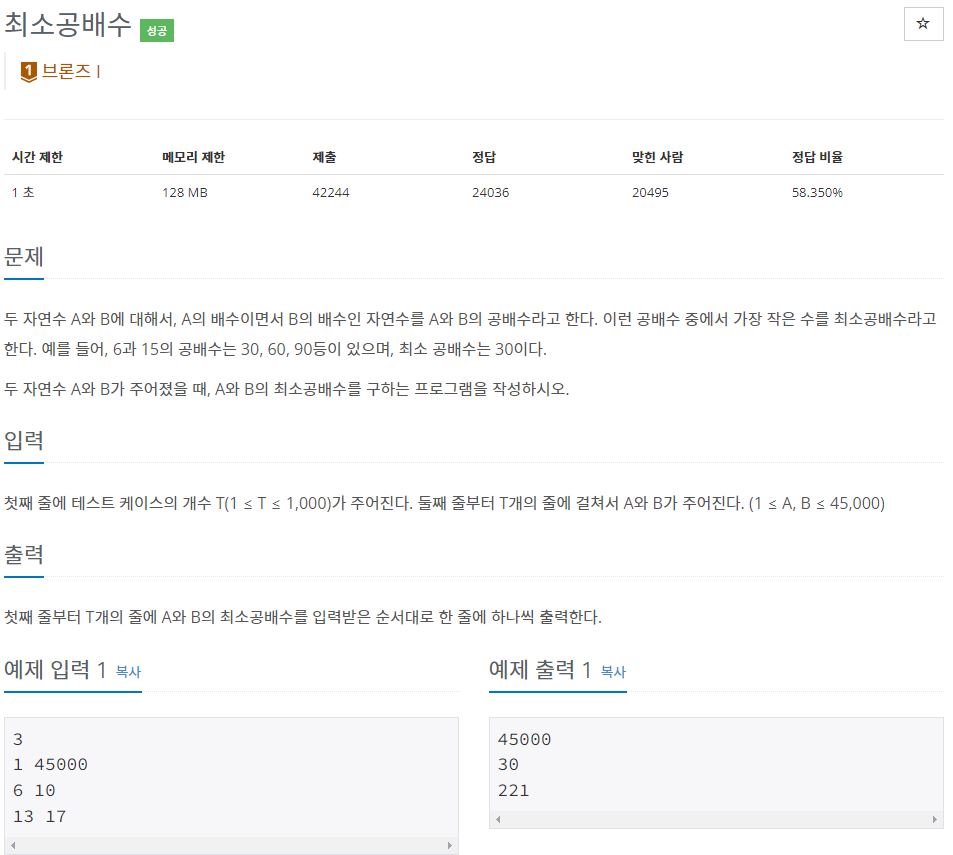 최소공배수 성공
☆
1 브론즈 I
시간 제한 메모리 제한 제출 정답 맞힌 사람 정답 비율
1 초 128 MB 42244 24036 20495 58.350%
문제
두 자연수 A와 B에 대해서, A의 배수이면서 B의 배수인 자연수를 A와 B의 공배수라고 한다. 이런 공배수 중에서 가장 작은 수를 최소공배수라고
한다. 예를 들어, 6과 15의 공배수는 30, 60, 90등이 있으며, 최소 공배수는 30이다.
두 자연수 A와 B가 주어졌을 때, A와 B의 최소공배수를 구하는 프로그램을 작성하시오.
입력
첫째 줄에 테스트 케이스의 개수 T(1 ≤ T ≤ 1,000)가 주어진다. 둘째 줄부터 T개의 줄에 걸쳐서 A와 B가 주어진다. (1 ≤ A, B ≤ 45,000)
출력
첫째 줄부터 T개의 줄에 A와 B의 최소공배수를 입력받은 순서대로 한 줄에 하나씩 출력한다.
예제 입력 1 복사
3
1 45000
6 10
13 17
예제 출력 1 복사
45000
30
221